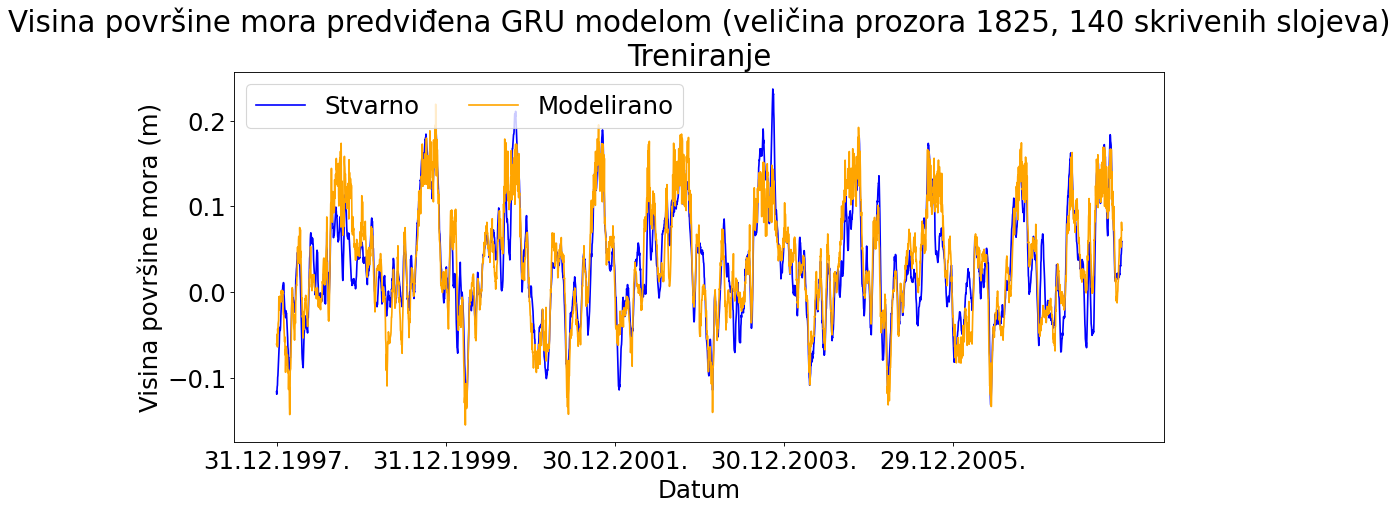 Visina površine mora predviđena GRU modelom (veličina prozora 1825, 140 skrivenih slojeva)
Treniranje
Stvarno
Modelirano
Visina površine mora (m)
0.2
0.1
0.0
−0.1
31.12.1997.
31.12.1999.
30.12.2001.
30.12.2003.
29.12.2005.
Datum